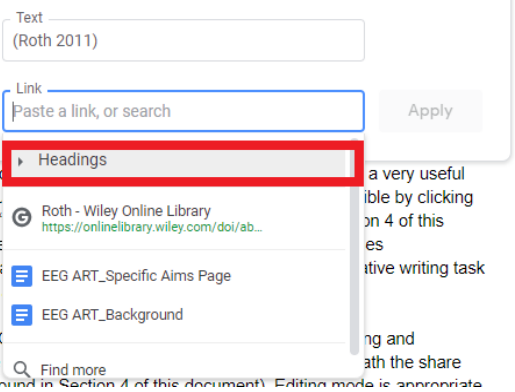 Text
(Roth 2011)
Link
Paste a link, or search
Apply
Headings
a very useful
ible by clicking
Roth - Wiley Online Library
https://onlinelibrary.wiley.com/doi/ab...
on 4 of this
es
EEG ART_Specific Aims Page
ative writing task
EEG ART_Background
ng and
Find more
ath the share
ound in Section 4 of this document). Editing mode is appropriate